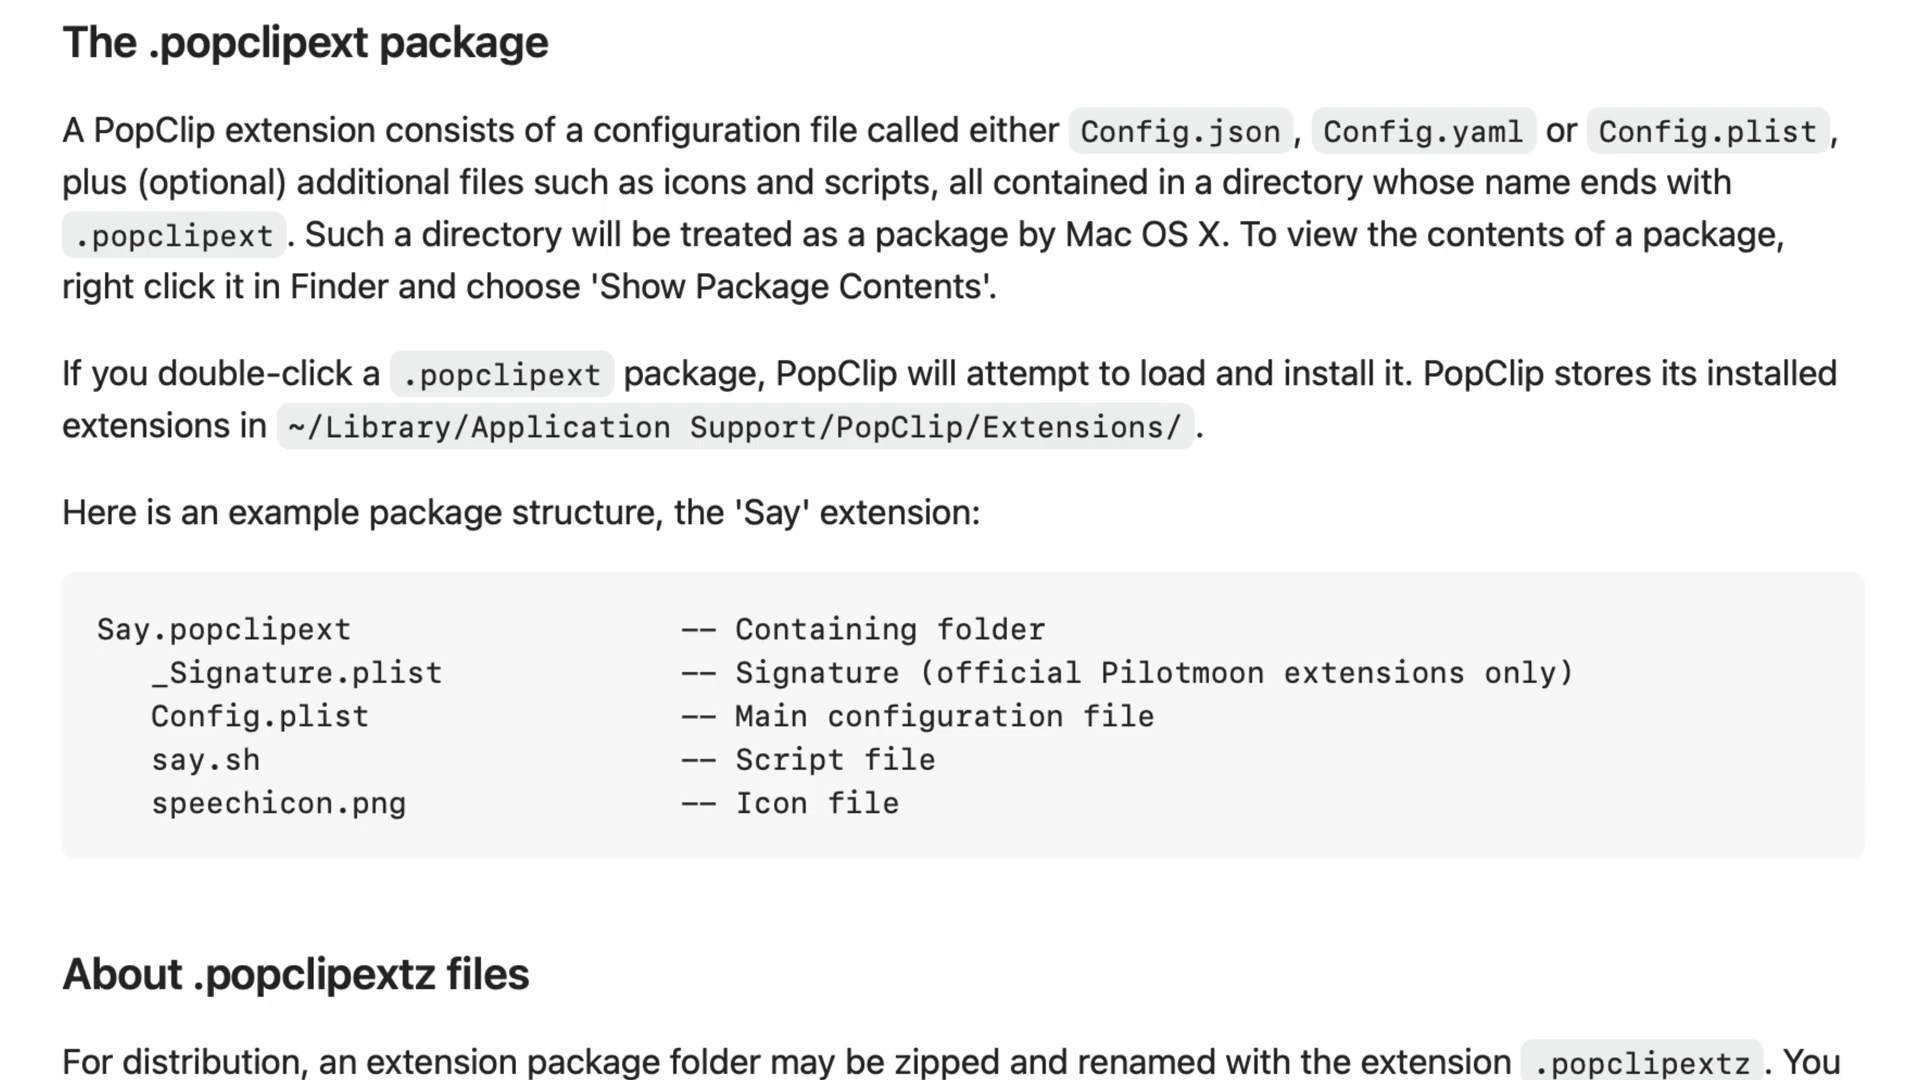 The .popclipext package
A PopClip extension consists of a configuration file called either Config.json, Config.yaml or Config.plist,
plus (optional) additional files such as icons and scripts, all contained in a directory whose name ends with
.popclipext. Such a directory will be treated as a package by Mac OS X. To view the contents of a package,
right click it in Finder and choose 'Show Package Contents'.
If you double-click a .popclipext package, PopClip will attempt to load and install it. PopClip stores its installed
extensions in ~/Library/Application Support/PopClip/Extensions/.
Here is an example package structure, the 'Say' extension:
Say.popclipext -- Containing folder
_Signature.plist -- Signature (official Pilotmoon extensions only)
Config.plist -- Main configuration file
say.sh -- Script file
speechicon.png -- Icon file
About .popclipextz files
For distribution, an extension package folder may be zipped and renamed with the extension .popclipextz. You